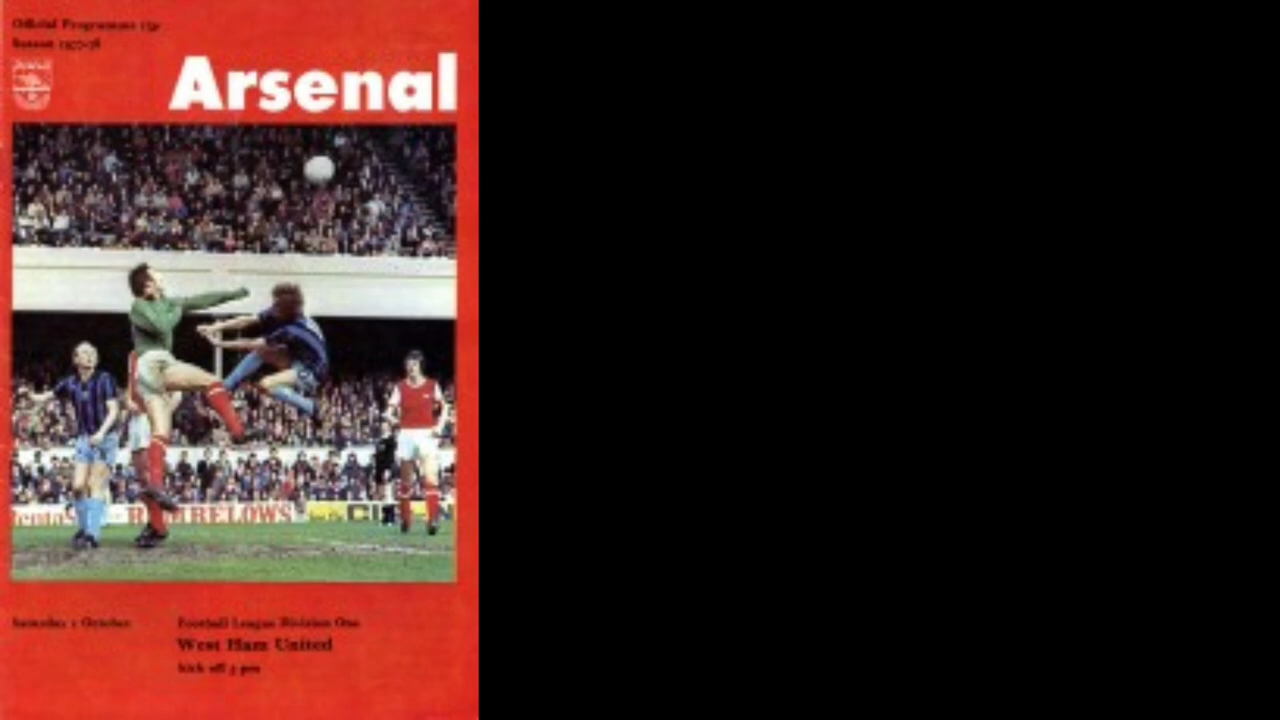 Official Programme 15p
Season 1977-78
Arsenal
RUMBELOWS
Saturday 1 October
Football League Division One
West Ham United
kick off 3 pm